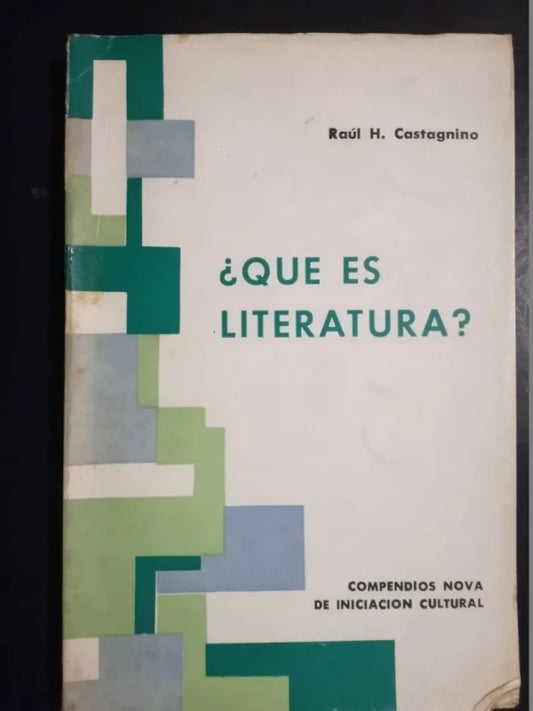 Raúl H. Castagnino
¿QUE ES
LITERATURA?
COMPENDIOS NOVA
DE INICIACION CULTURAL